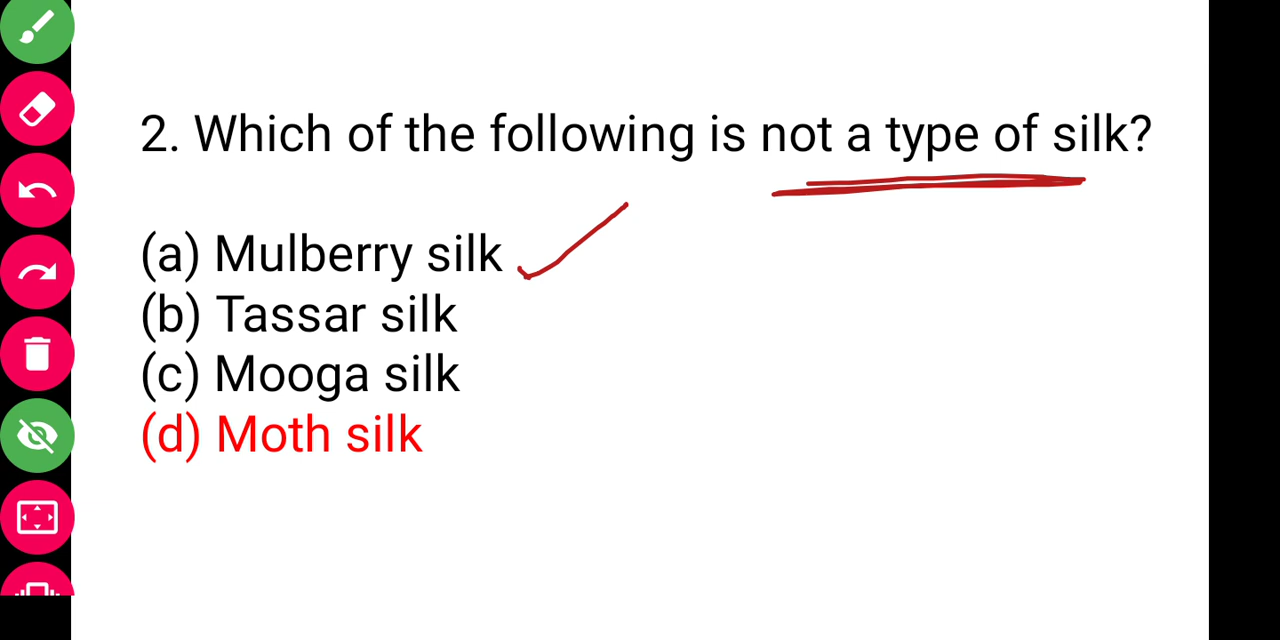 2. Which of the following is not a type of silk?
(a) Mulberry silk
(b) Tassar silk
(c) Mooga silk
(d) Moth silk